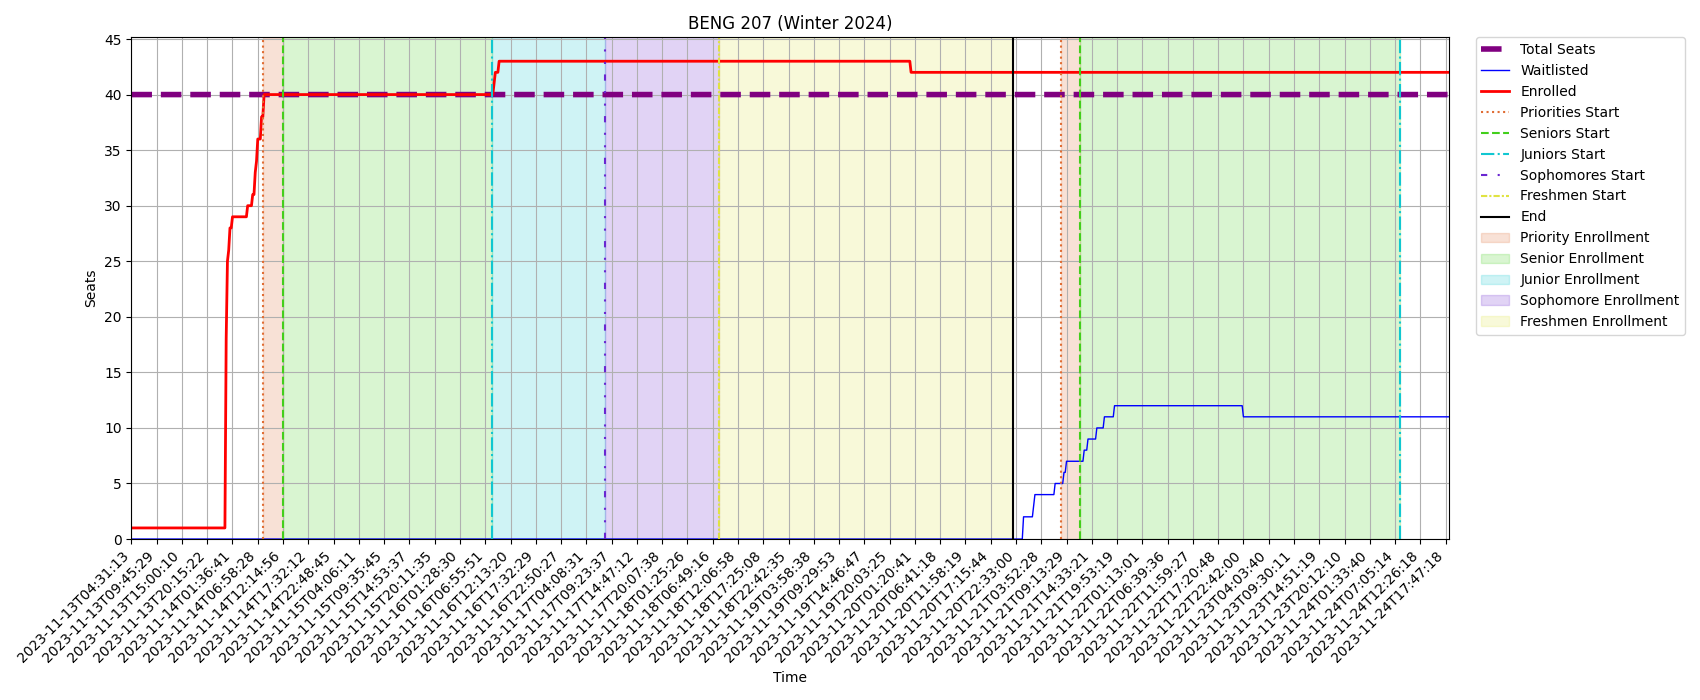 BENG 207 (Winter 2024)
45
40
35
30
25
20
15
10
5
0
Seats
2023-11-13T04:31:13
2023-11-13T09:45:29
2023-11-13T15:00:10
2023-11-13T20:15:22
2023-11-14T01:36:41
2023-11-14T06:58:28
2023-11-14T12:14:56
2023-11-14T17:32:12
2023-11-14T22:48:45
2023-11-15T04:06:11
2023-11-15T09:35:45
2023-11-15T14:53:37
2023-11-15T20:11:35
2023-11-16T01:28:30
2023-11-16T06:55:51
2023-11-16T12:13:20
2023-11-16T17:32:29
2023-11-16T22:50:27
2023-11-17T04:08:31
2023-11-17T09:23:37
2023-11-17T14:47:12
2023-11-17T20:07:38
2023-11-18T01:25:26
2023-11-18T06:49:16
2023-11-18T12:06:58
2023-11-18T17:25:08
2023-11-18T22:42:35
2023-11-19T03:58:38
2023-11-19T09:29:53
2023-11-19T14:46:47
2023-11-19T20:03:25
2023-11-20T01:20:41
2023-11-20T06:41:18
2023-11-20T11:58:19
2023-11-20T17:15:44
2023-11-20T22:33:00
2023-11-21T03:52:28
2023-11-21T09:13:29
2023-11-21T14:33:21
2023-11-21T19:53:19
2023-11-22T01:13:01
2023-11-22T06:39:36
2023-11-22T11:59:27
2023-11-22T17:20:48
2023-11-22T22:42:00
2023-11-23T04:03:40
2023-11-23T09:30:11
2023-11-23T14:51:19
2023-11-23T20:12:10
2023-11-24T01:33:40
2023-11-24T07:05:14
2023-11-24T12:26:18
2023-11-24T17:47:18
Time
Total Seats
Waitlisted
Enrolled
Priorities Start
Seniors Start
Juniors Start
Sophomores Start
Freshmen Start
End
Priority Enrollment
Senior Enrollment
Junior Enrollment
Sophomore Enrollment
Freshmen Enrollment